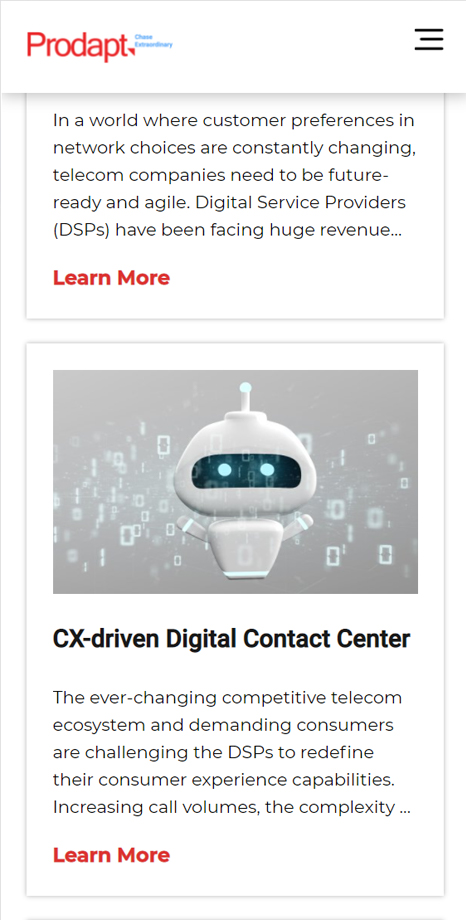 Prodapt
Chase
Extraordinary
In a world where customer preferences in
network choices are constantly changing,
telecom companies need to be future-
ready and agile. Digital Service Providers
(DSPs) have been facing huge revenue...
Learn More
CX-driven Digital Contact Center
The ever-changing competitive telecom
ecosystem and demanding consumers
are challenging the DSPs to redefine
their consumer experience capabilities.
Increasing call volumes, the complexity ...
Learn More